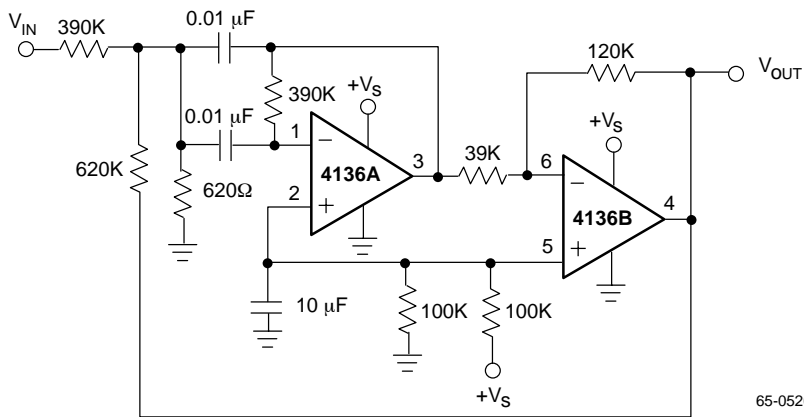 0.01 μF
V_IN
390K
120K
V_OUT
+V_S
390K
0.01 μF
+V_S
1
−
3
39K
6
−
620K
4136A
4
620Ω
2
+
4136B
5
+
10 μF
100K
100K
+V_S
65-052